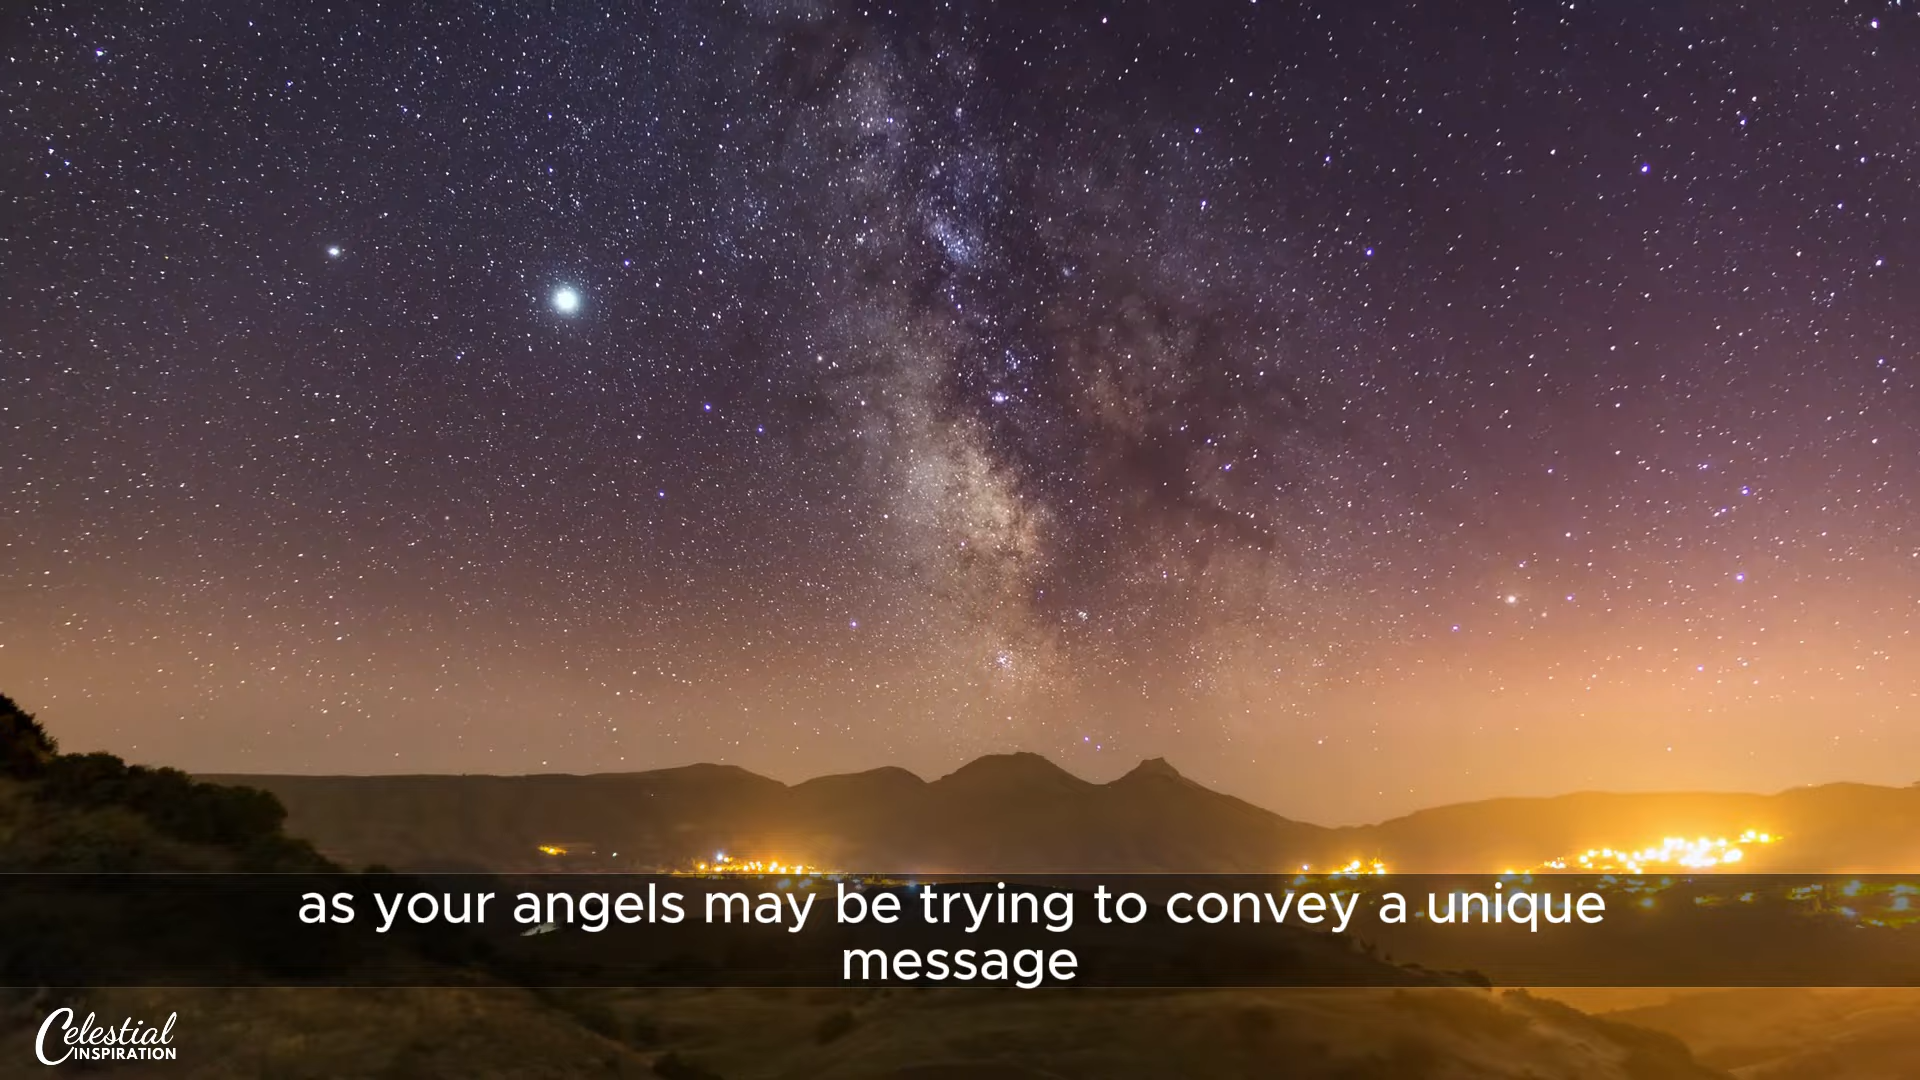 as your angels may be trying to convey a unique
message
Celestial
INSPIRATION